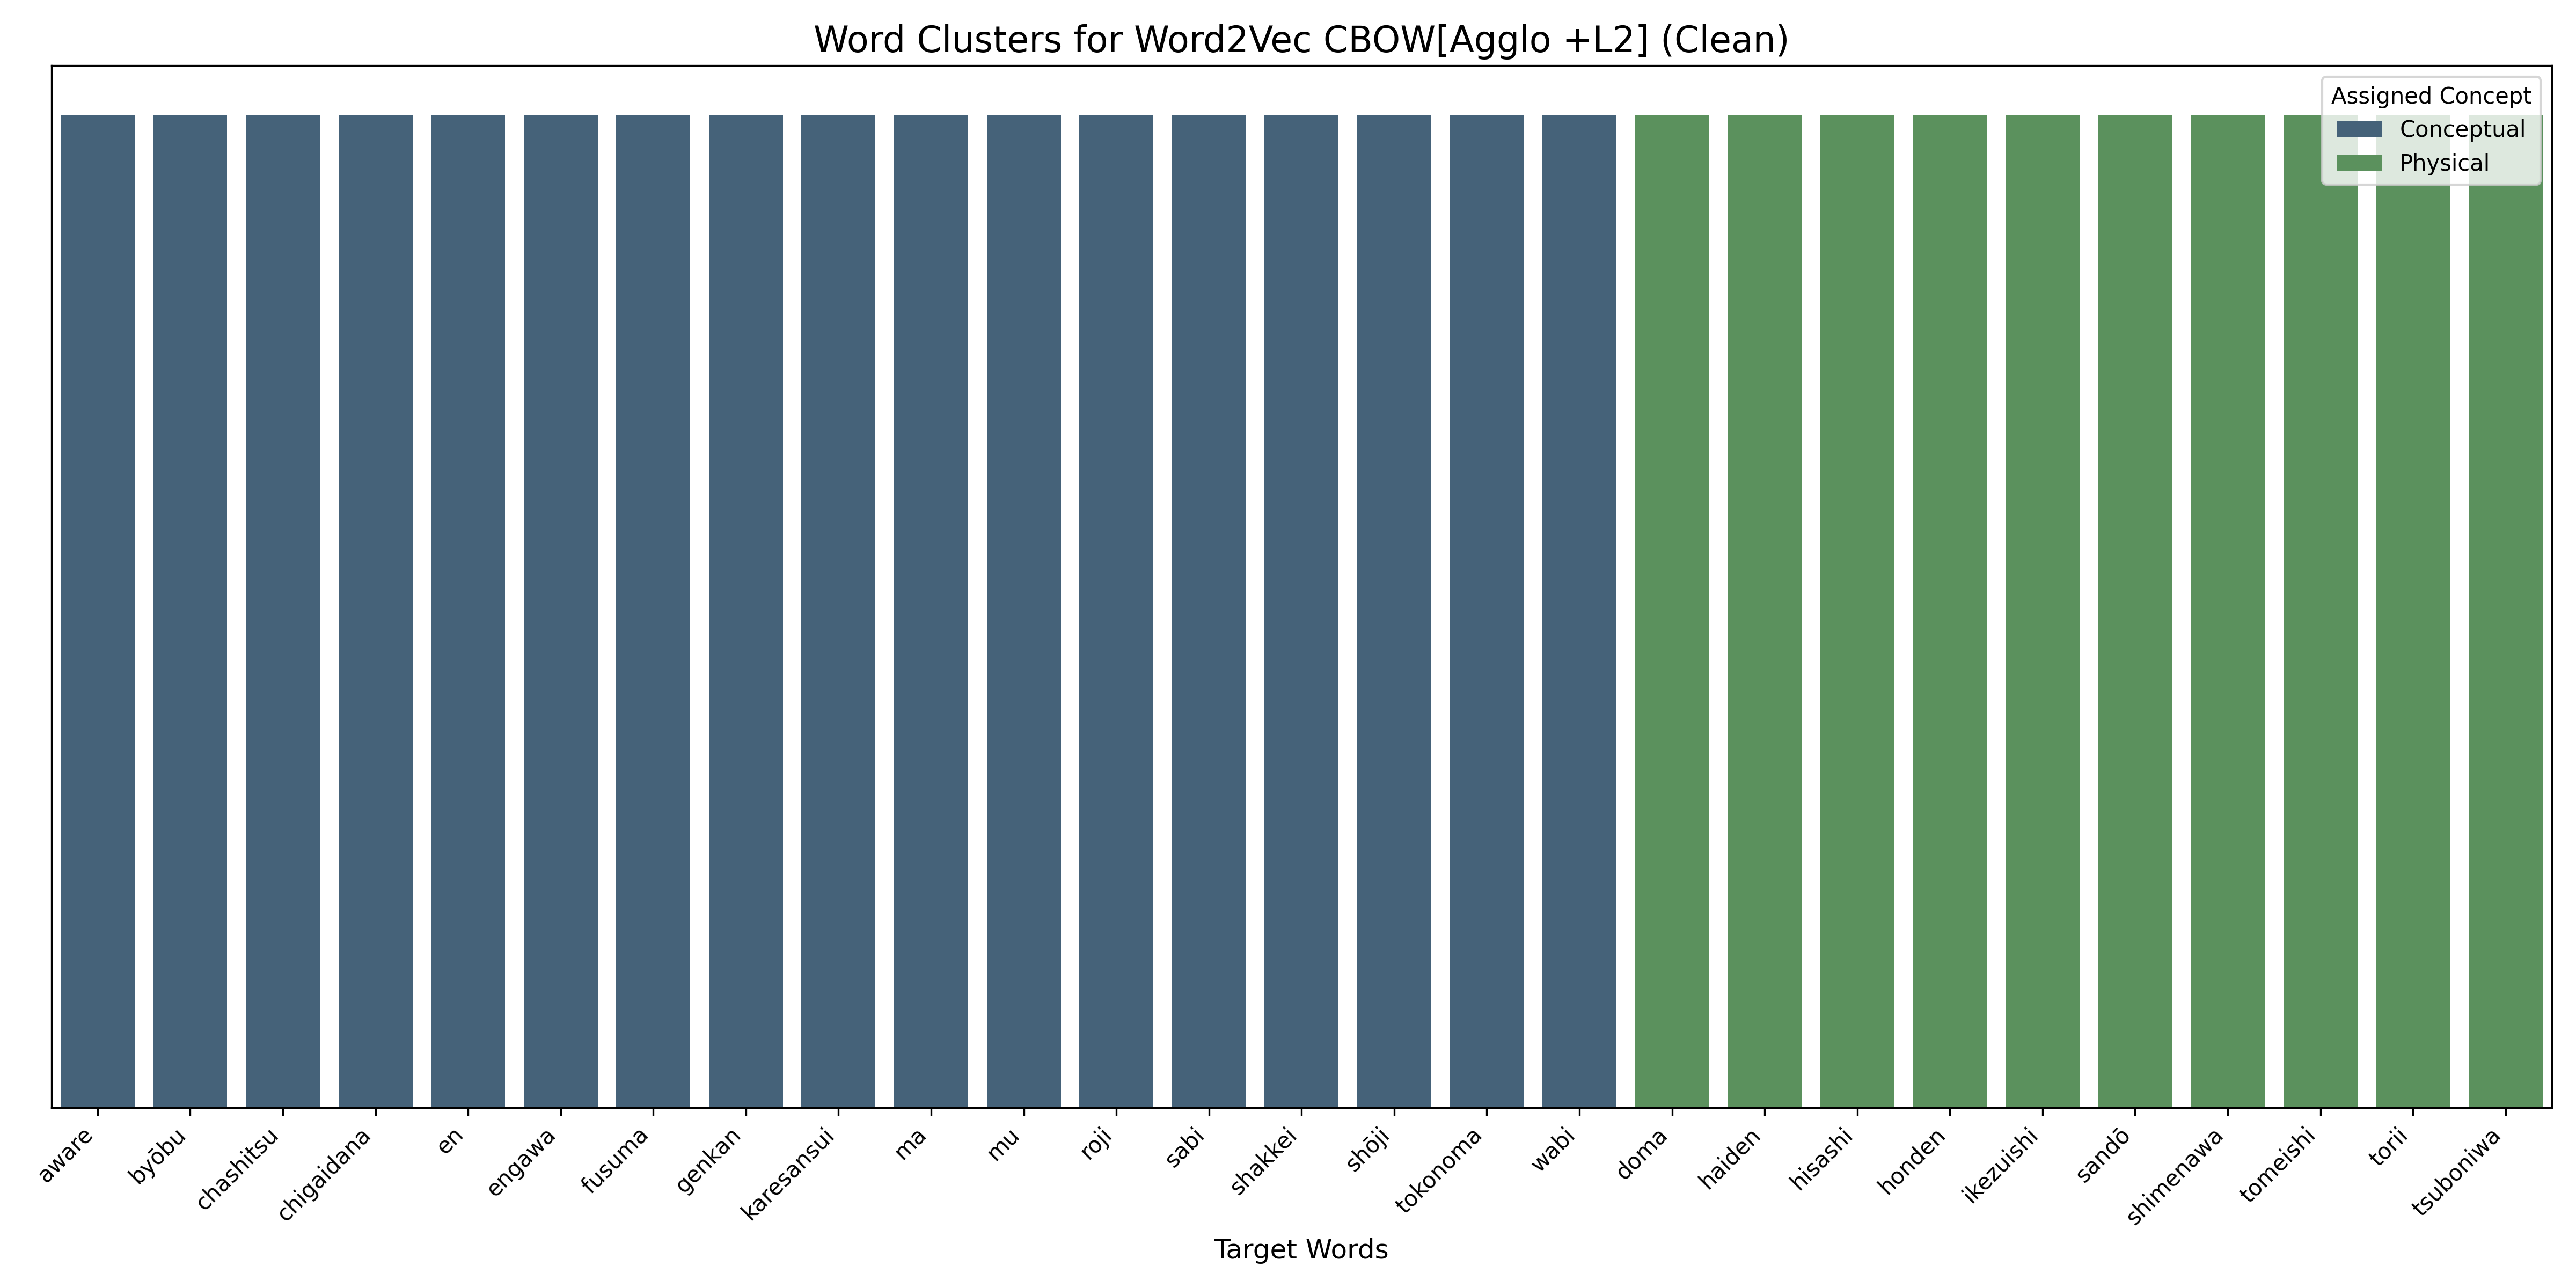 Word Clusters for Word2Vec CBOW[Agglo +L2] (Clean)
Assigned Concept
Conceptual
Physical
aware
byōbu
chashitsu
chigaidana
en
engawa
fusuma
genkan
karesansui
ma
mu
roji
sabi
shakkei
shōji
tokonoma
wabi
doma
haiden
hisashi
honden
ikezuishi
sandō
shimenawa
tomeishi
torii
tsuboniwa
Target Words